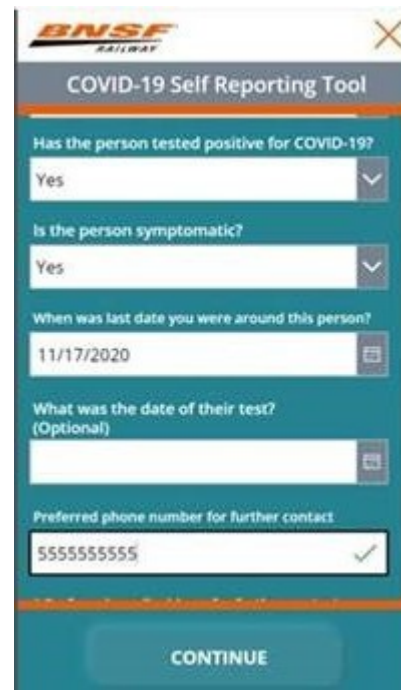 BNSF
RAILWAY
COVID-19 Self Reporting Tool
Has the person tested positive for COVID-19?
Yes
Is the person symptomatic?
Yes
When was last date you were around this person?
11/17/2020
What was the date of their test?
(Optional)
Preferred phone number for further contact
5555555555
CONTINUE